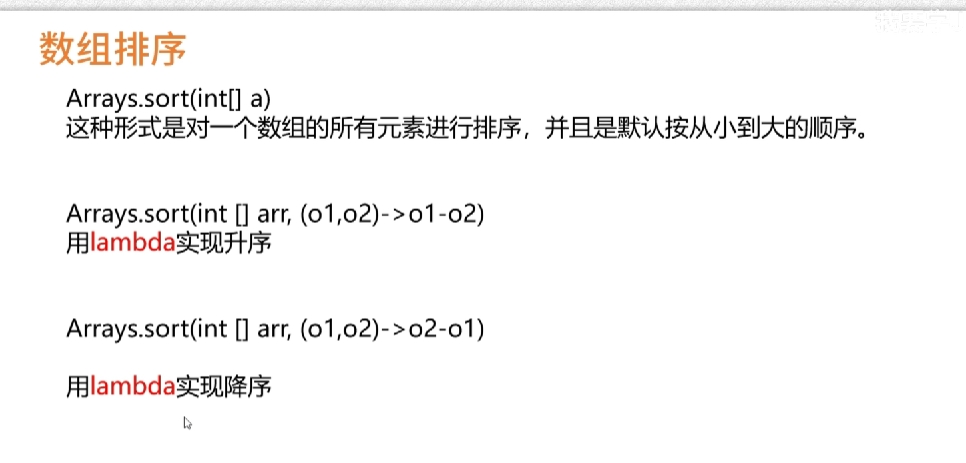 数组排序
Arrays.sort(int[] a)
这种形式是对一个数组的所有元素进行排序，并且是默认按从小到大的顺序。
Arrays.sort(int [] arr, (o1,o2)->o1-o2)
用lambda实现升序
Arrays.sort(int [] arr, (o1,o2)->o2-o1)
用lambda实现降序